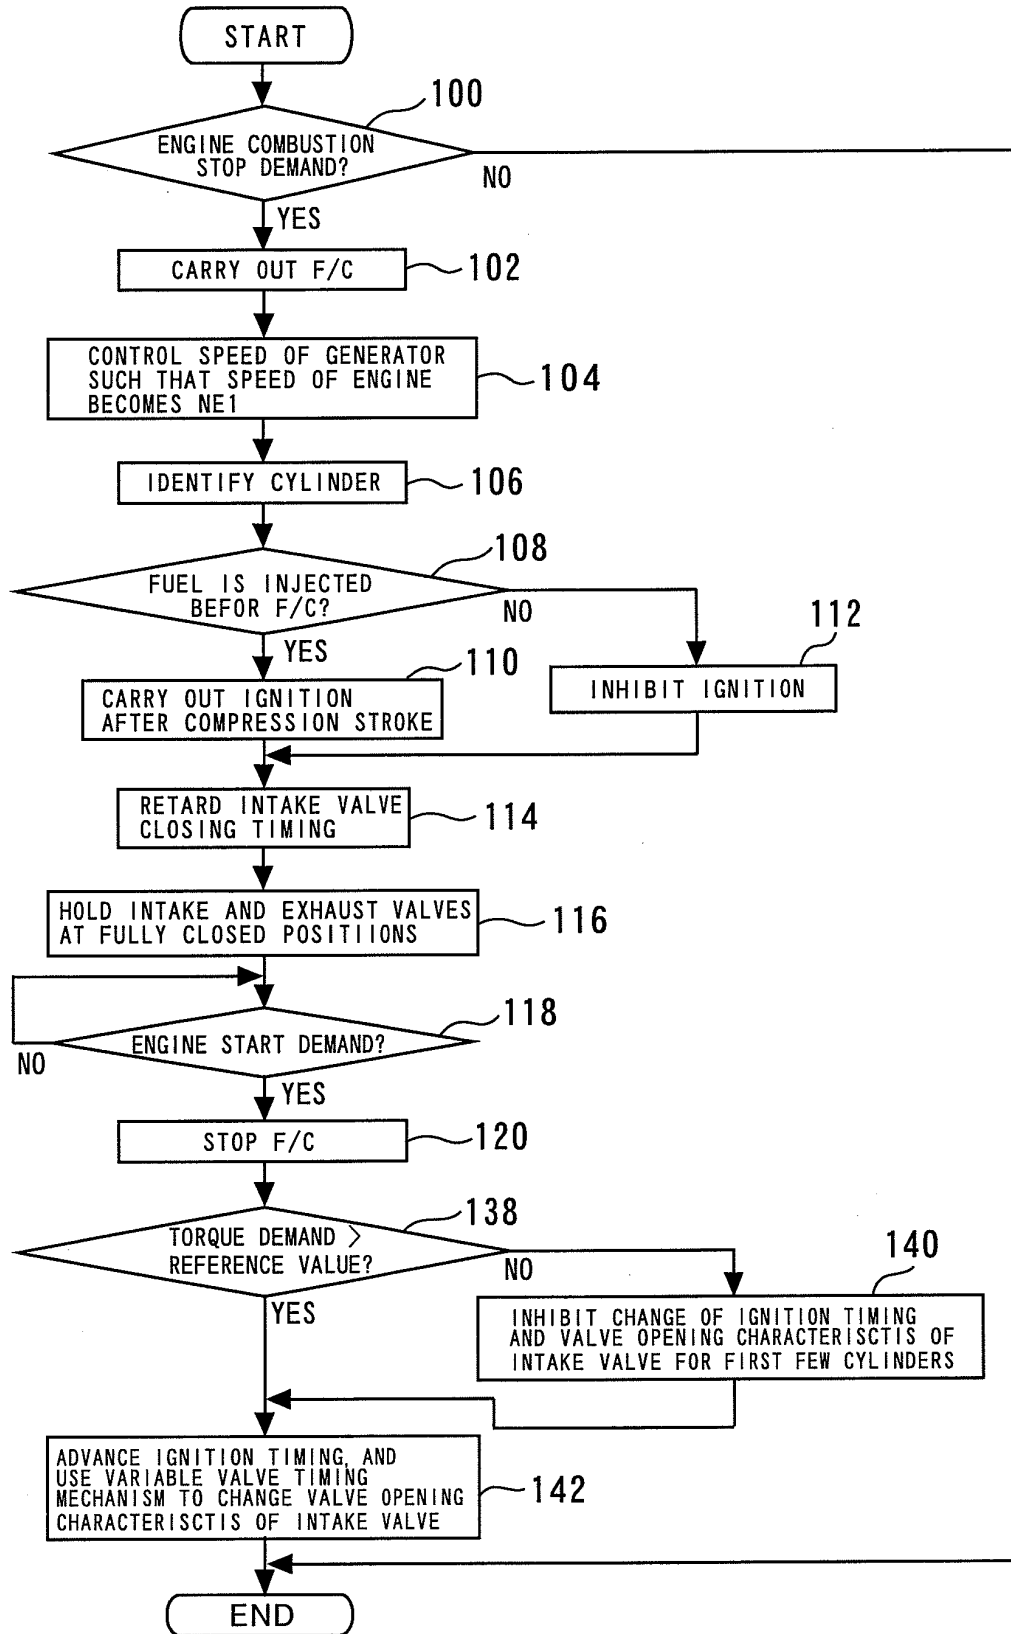 START
100
ENGINE COMBUSTION
STOP DEMAND?
NO
YES
CARRY OUT F/C
102
CONTROL SPEED OF GENERATOR
SUCH THAT SPEED OF ENGINE
BECOMES NE1
104
IDENTIFY CYLINDER
106
108
FUEL IS INJECTED
BEFOR F/C?
NO
YES
112
110
INHIBIT IGNITION
CARRY OUT IGNITION
AFTER COMPRESSION STROKE
RETARD INTAKE VALVE
CLOSING TIMING
114
HOLD INTAKE AND EXHAUST VALVES
AT FULLY CLOSED POSITIIONS
116
118
ENGINE START DEMAND?
NO
YES
STOP F/C
120
138
TORQUE DEMAND >
REFERENCE VALUE?
NO
YES
140
INHIBIT CHANGE OF IGNITION TIMING
AND VALVE OPENING CHARACTERISCTIS OF
INTAKE VALVE FOR FIRST FEW CYLINDERS
ADVANCE IGNITION TIMING, AND
USE VARIABLE VALVE TIMING
MECHANISM TO CHANGE VALVE OPENING
CHARACTERISCTIS OF INTAKE VALVE
142
END